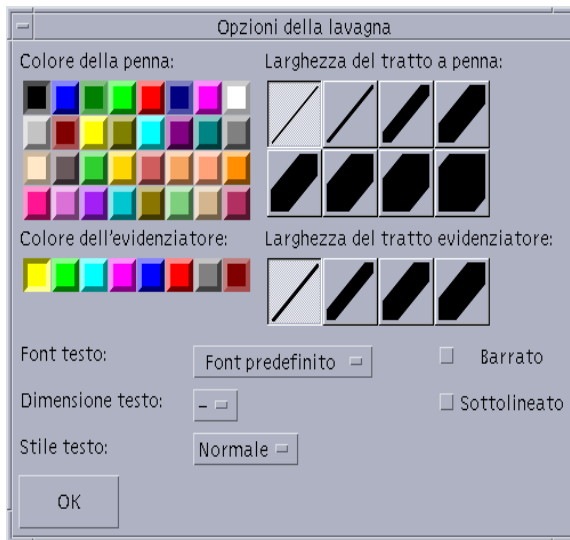 Opzioni della lavagna
Colore della penna:
Larghezza del tratto a penna:
Colore dell'evidenziatore:
Larghezza del tratto evidenziatore:
Font testo:
Font predefinito
Barrato
Dimensione testo:
–
Sottolineato
Stile testo:
Normale
OK